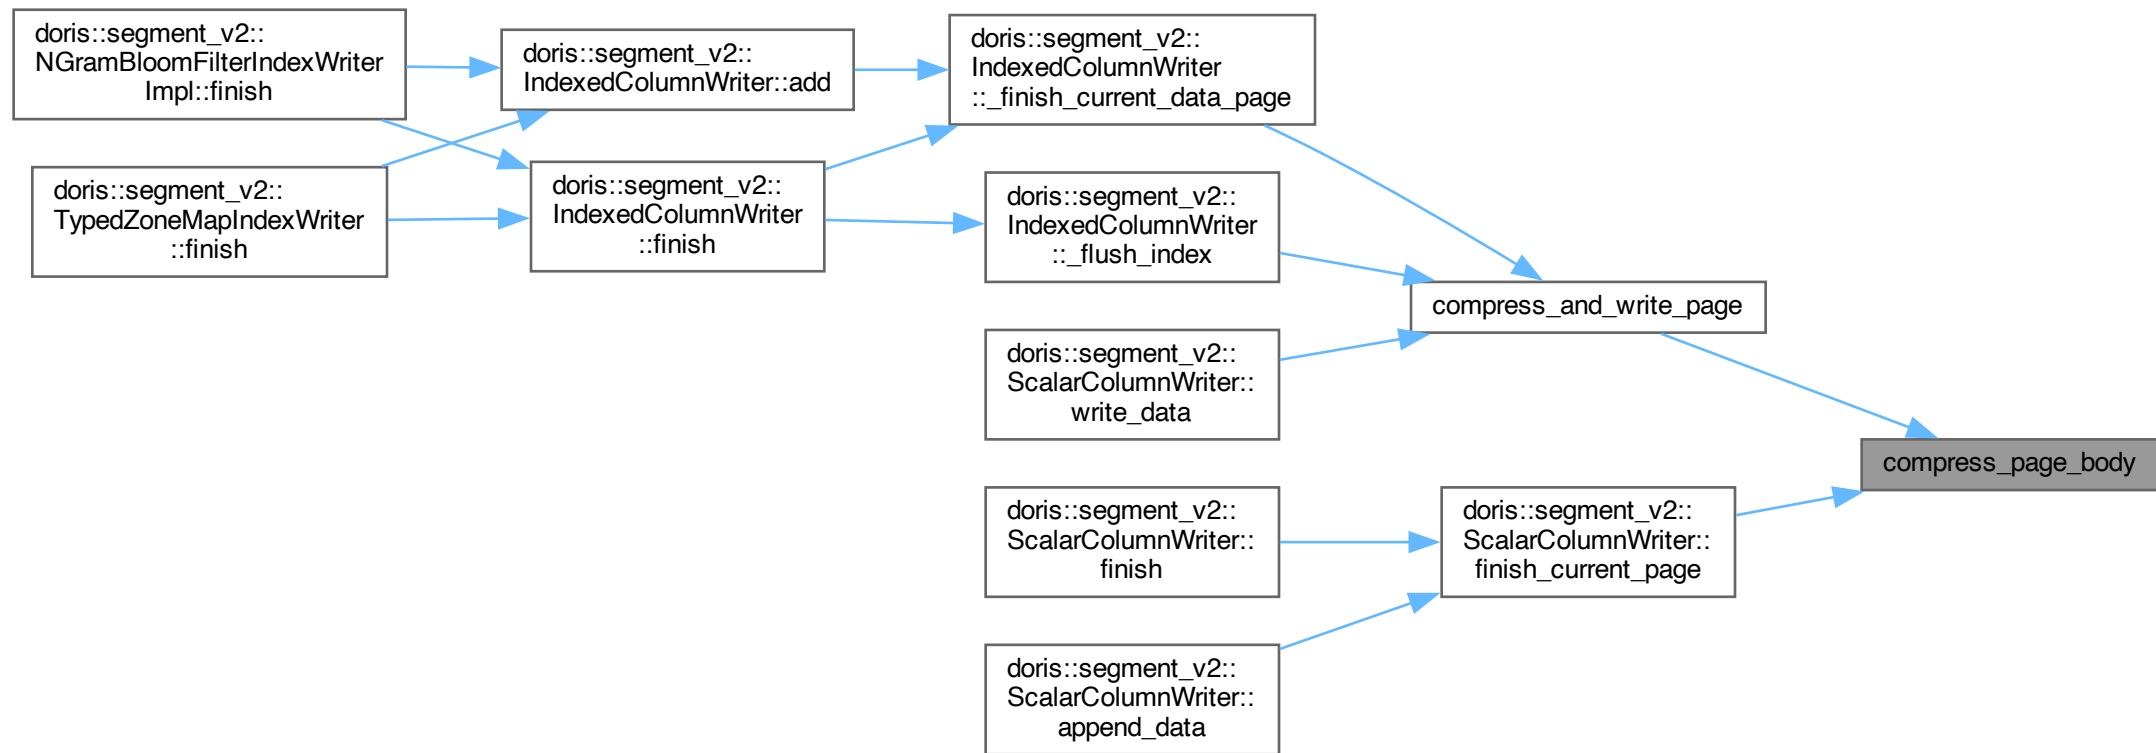 doris::segment_v2::
NGramBloomFilterIndexWriter
Impl::finish
doris::segment_v2::
TypedZoneMapIndexWriter
::finish
doris::segment_v2::
IndexedColumnWriter::add
doris::segment_v2::
IndexedColumnWriter
::finish
doris::segment_v2::
IndexedColumnWriter
::_finish_current_data_page
doris::segment_v2::
IndexedColumnWriter
::_flush_index
doris::segment_v2::
ScalarColumnWriter::
write_data
doris::segment_v2::
ScalarColumnWriter::
finish
doris::segment_v2::
ScalarColumnWriter::
append_data
compress_and_write_page
doris::segment_v2::
ScalarColumnWriter::
finish_current_page
compress_page_body